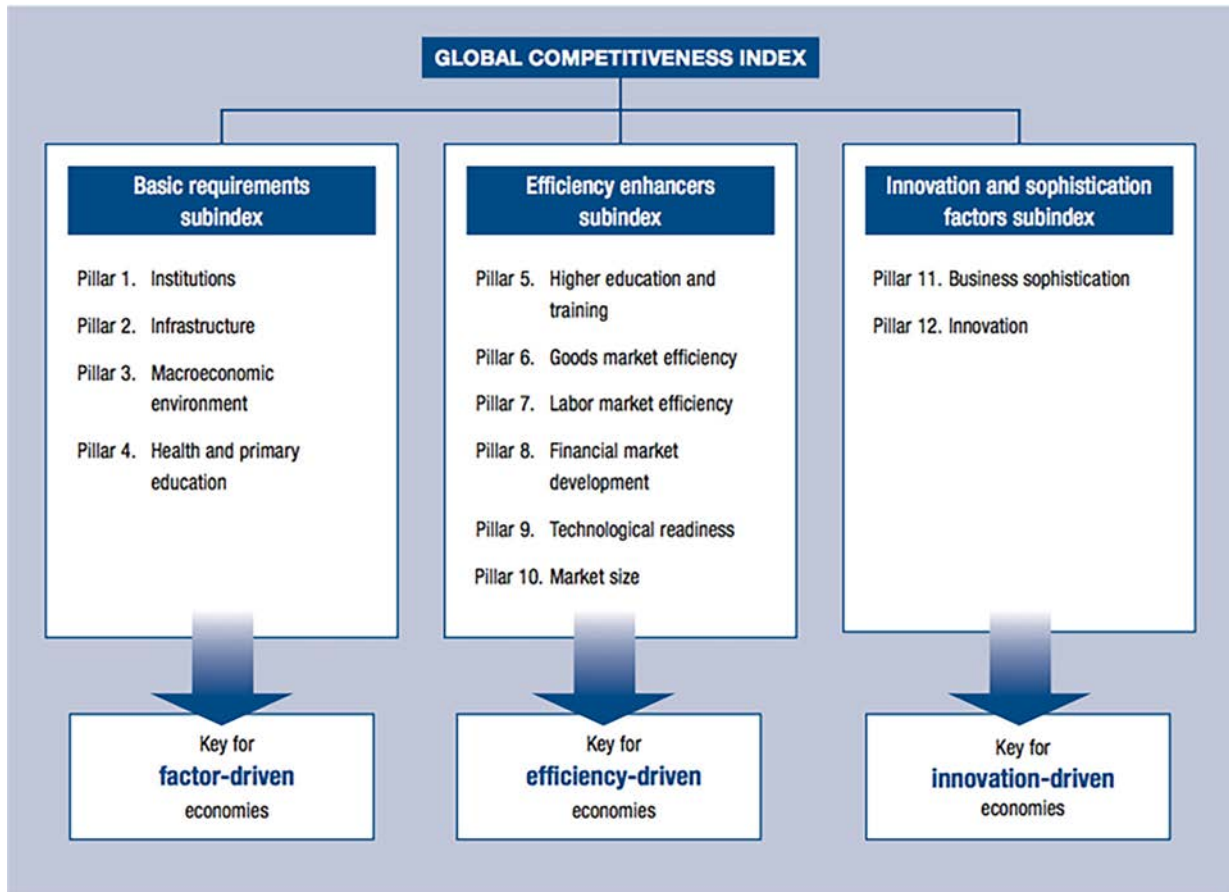 GLOBAL COMPETITIVENESS INDEX
Basic requirements
subindex
Pillar 1. Institutions
Pillar 2. Infrastructure
Pillar 3. Macroeconomic
environment
Pillar 4. Health and primary
education
Key for
factor-driven
economies
Efficiency enhancers
subindex
Pillar 5. Higher education and
training
Pillar 6. Goods market efficiency
Pillar 7. Labor market efficiency
Pillar 8. Financial market
development
Pillar 9. Technological readiness
Pillar 10. Market size
Key for
efficiency-driven
economies
Innovation and sophistication
factors subindex
Pillar 11. Business sophistication
Pillar 12. Innovation
Key for
innovation-driven
economies